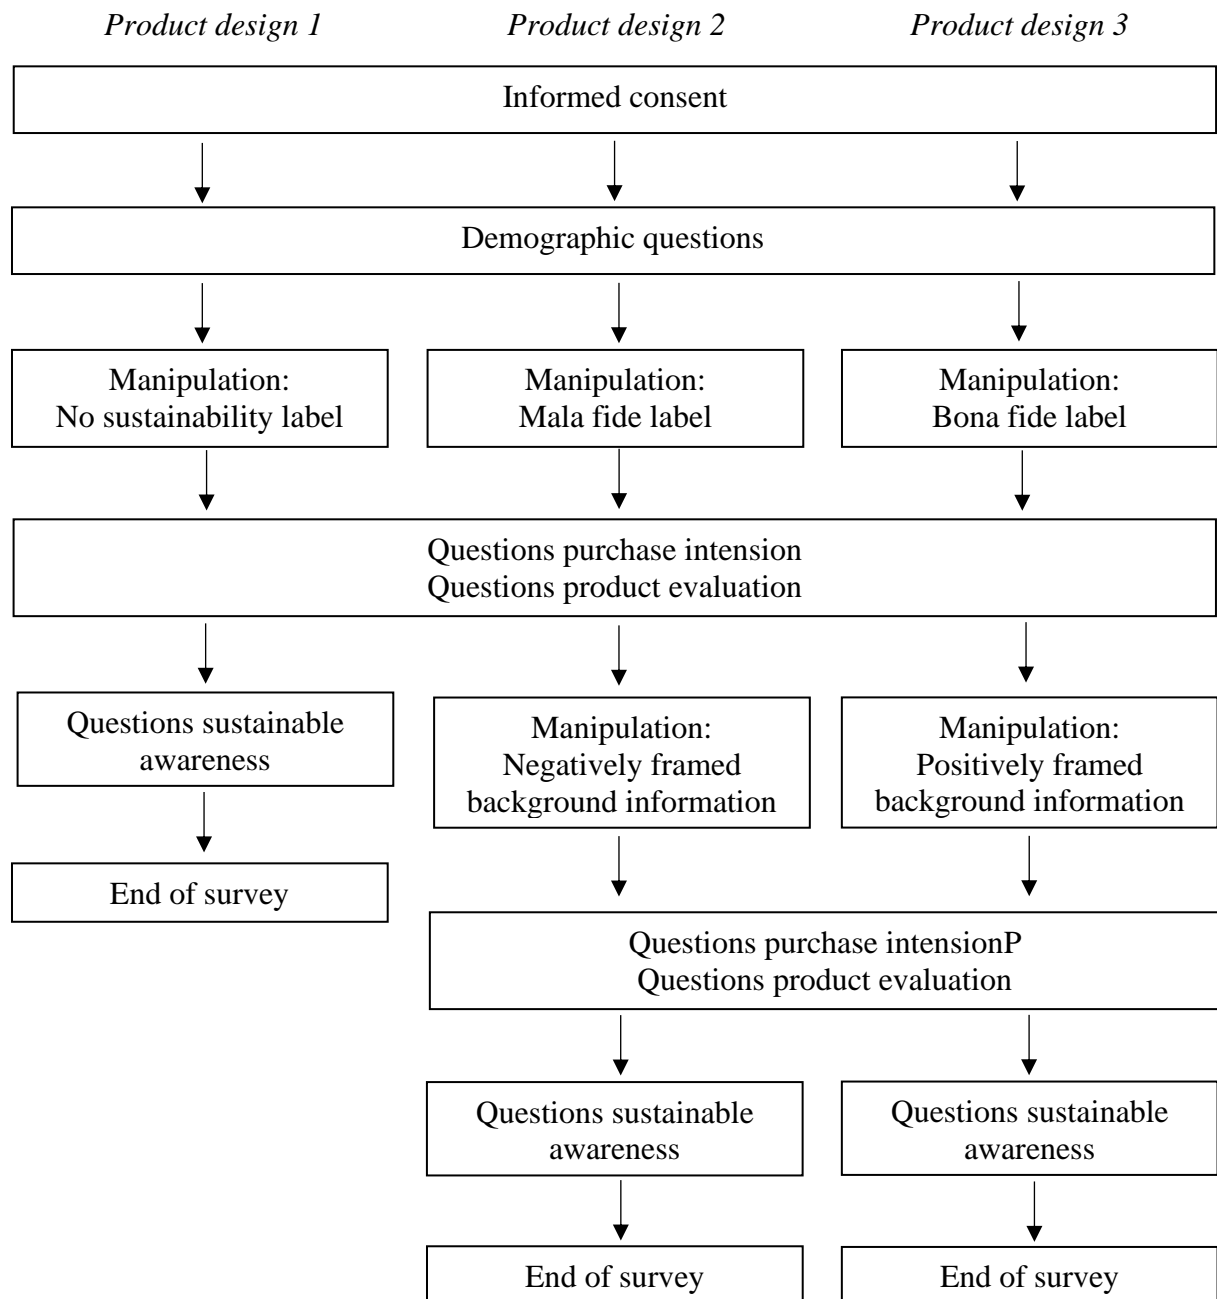 Product design 1
Product design 2
Product design 3
Informed consent
Demographic questions
Manipulation:
No sustainability label
Manipulation:
Mala fide label
Manipulation:
Bona fide label
Questions purchase intension
Questions product evaluation
Questions sustainable
awareness
Manipulation:
Negatively framed
background information
Manipulation:
Positively framed
background information
End of survey
Questions purchase intensionP
Questions product evaluation
Questions sustainable
awareness
Questions sustainable
awareness
End of survey
End of survey